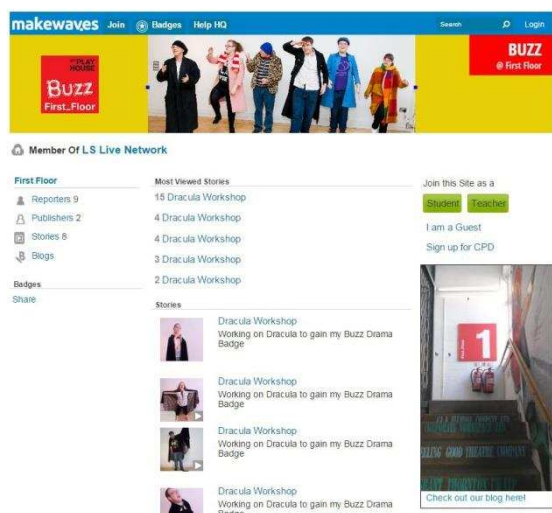 makewaves Join Badges Help HQ Search Login
PLAY
HOUSE
BUZZ
First_Floor
BUZZ
@ First Floor
Member Of LS Live Network
First Floor
Reporters 9
Publishers 2
Stories 8
Blogs
Badges
Share
Most Viewed Stories
15 Dracula Workshop
4 Dracula Workshop
4 Dracula Workshop
3 Dracula Workshop
2 Dracula Workshop
Stories
Dracula Workshop
Working on Dracula to gain my Buzz Drama
Badge
Dracula Workshop
Working on Dracula to gain my Buzz Drama
Badge
Dracula Workshop
Working on Dracula to gain my Buzz Drama
Badge
Dracula Workshop
Working on Dracula to gain my Buzz Drama
Badge
Join this Site as a
Student Teacher
I am a Guest
Sign up for CPD
1
GOOD THEATRE COMPANY
Check out our blog here!